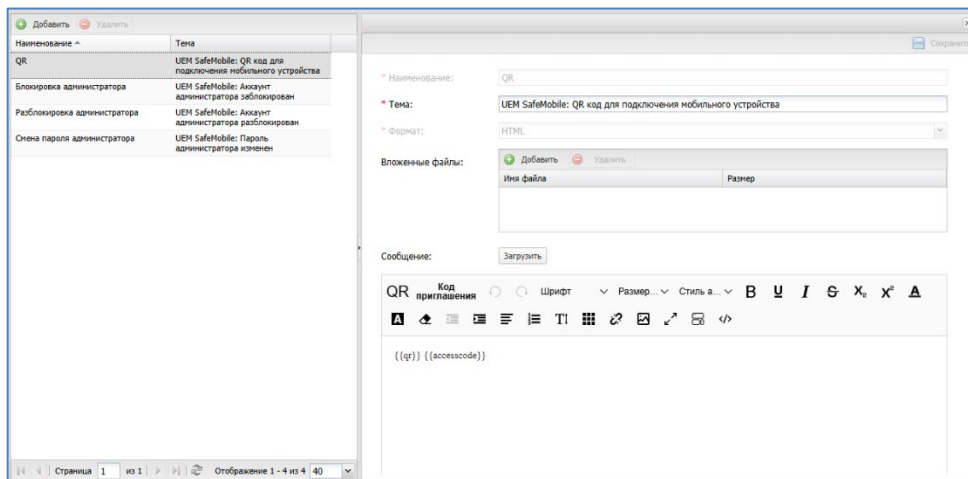 Добавить Удалить
Наименование Тема
QR UEM SafeMobile: QR код для
подключения мобильного устройства
Блокировка администратора UEM SafeMobile: Аккаунт
администратора заблокирован
Разблокировка администратора UEM SafeMobile: Аккаунт
администратора разблокирован
Смена пароля администратора UEM SafeMobile: Пароль
администратора изменен
Страница 1 из 1 Отображение 1 - 4 из 4 40
Сохранить
* Наименование: QR
* Тема: UEM SafeMobile: QR код для подключения мобильного устройства
* Формат: HTML
Вложенные файлы: Добавить Удалить
Имя файла Размер
Сообщение: Загрузить
QR Код
приглашения Шрифт Размер... Стиль а... B U I S X₂ X² A
A T
{{qr}} {{accesscode}}